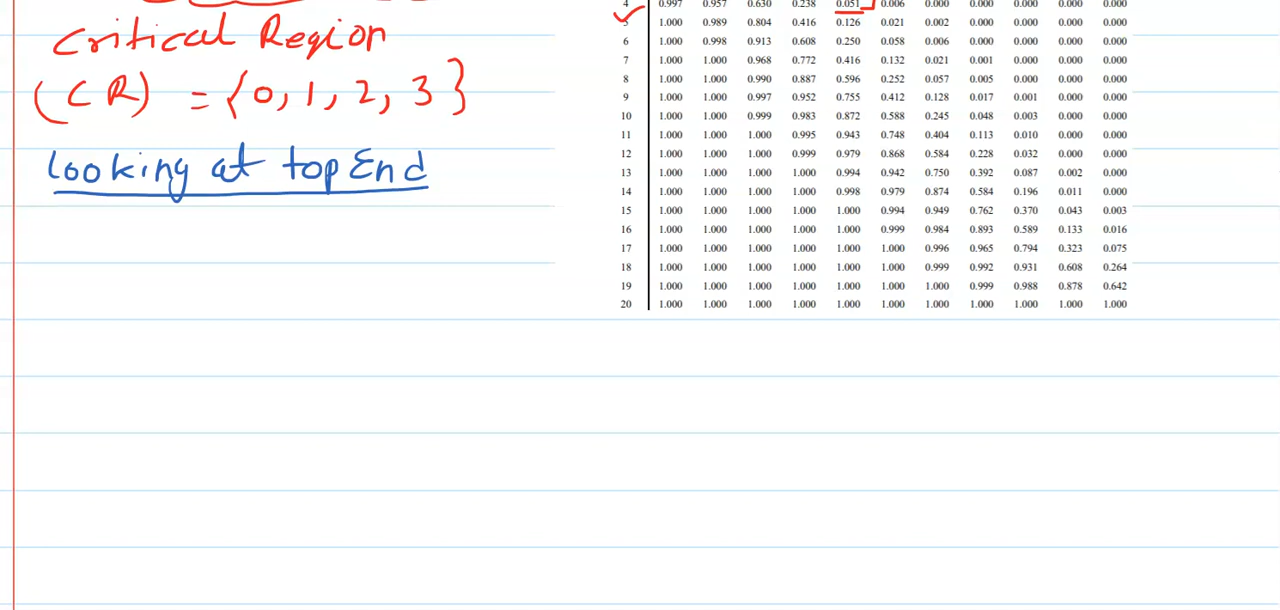 4 0.997 0.957 0.630 0.238 0.051 0.006 0.000 0.000 0.000 0.000
Critical Region
5 1.000 0.989 0.804 0.416 0.126 0.021 0.002 0.000 0.000 0.000 0.000
6 1.000 0.998 0.913 0.608 0.250 0.058 0.006 0.000 0.000 0.000 0.000
7 1.000 1.000 0.968 0.772 0.416 0.132 0.021 0.001 0.000 0.000 0.000
8 1.000 1.000 0.990 0.887 0.596 0.252 0.057 0.005 0.000 0.000 0.000
(CR) = {0, 1, 2, 3}
9 1.000 1.000 0.997 0.952 0.755 0.412 0.128 0.017 0.001 0.000 0.000
10 1.000 1.000 0.999 0.983 0.872 0.588 0.245 0.048 0.003 0.000 0.000
11 1.000 1.000 1.000 0.995 0.943 0.748 0.404 0.113 0.010 0.000 0.000
12 1.000 1.000 1.000 0.999 0.979 0.868 0.584 0.228 0.032 0.000 0.000
looking at top End
13 1.000 1.000 1.000 1.000 0.994 0.942 0.750 0.392 0.087 0.002 0.000
14 1.000 1.000 1.000 1.000 0.998 0.979 0.874 0.584 0.196 0.011 0.000
15 1.000 1.000 1.000 1.000 1.000 0.994 0.949 0.762 0.370 0.043 0.003
16 1.000 1.000 1.000 1.000 1.000 0.999 0.984 0.893 0.589 0.133 0.016
17 1.000 1.000 1.000 1.000 1.000 1.000 0.996 0.965 0.794 0.323 0.075
18 1.000 1.000 1.000 1.000 1.000 1.000 0.999 0.992 0.931 0.608 0.264
19 1.000 1.000 1.000 1.000 1.000 1.000 1.000 0.999 0.988 0.878 0.642
20 1.000 1.000 1.000 1.000 1.000 1.000 1.000 1.000 1.000 1.000 1.000